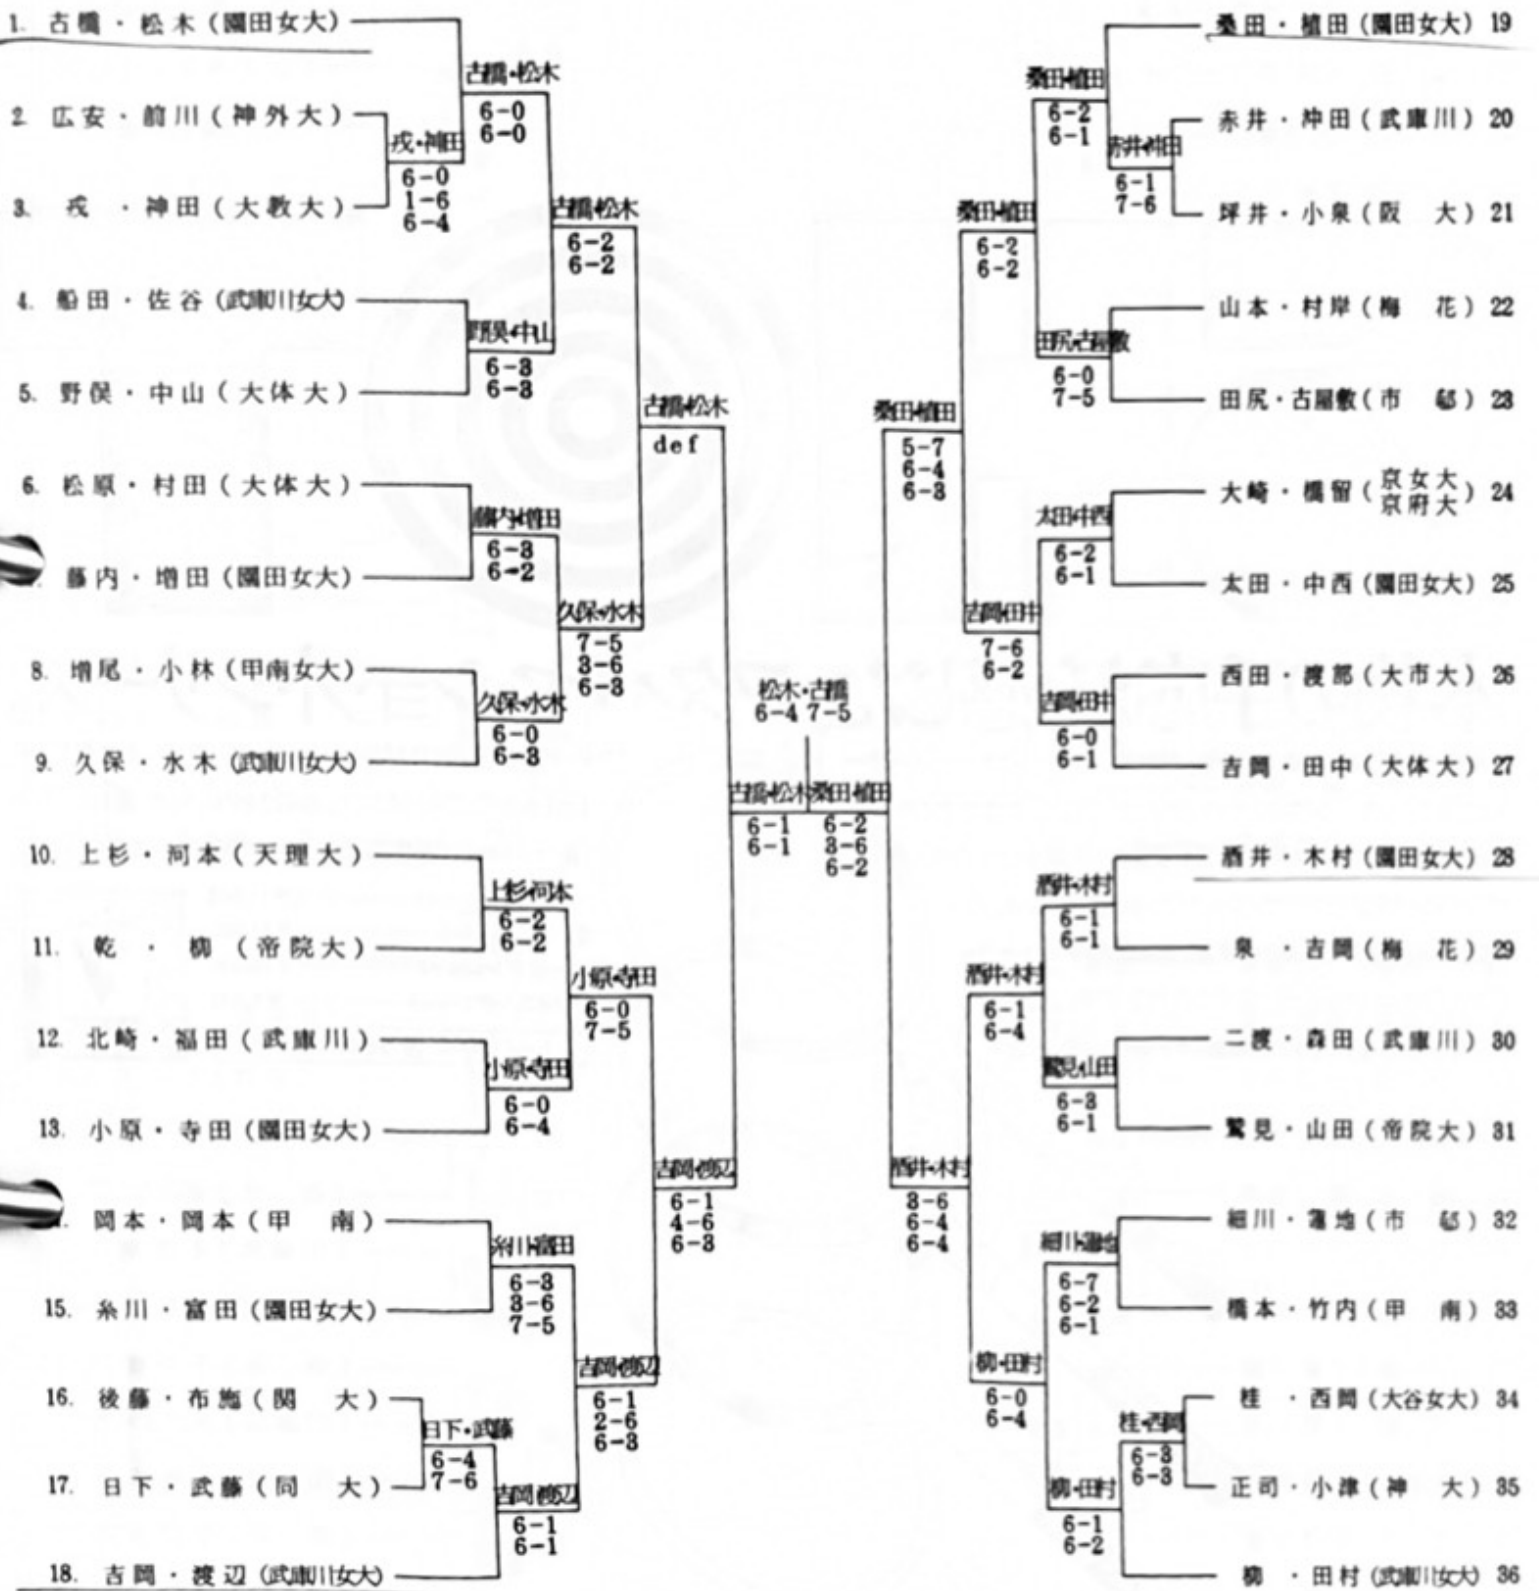 1. 古橋・松木(園田女大)
2. 広安・前川(神外大)
3. 戎・神田(大教大)
4. 船田・佐谷(武庫川女大)
5. 野俣・中山(大体大)
6. 松原・村田(大体大)
藤内・増田(園田女大)
8. 増尾・小林(甲南女大)
9. 久保・水木(武庫川女大)
10. 上杉・河本(天理大)
11. 乾・柳(帝院大)
12. 北崎・福田(武庫川)
13. 小原・寺田(園田女大)
岡本・岡本(甲南)
15. 糸川・富田(園田女大)
16. 後藤・布施(関大)
17. 日下・武藤(同大)
18. 吉岡・渡辺(武庫川女大)
戎・神田
6-0
1-6
6-4
日下・武藤
6-4
7-6
古橋・松木
6-0
6-0
野俣・中山
6-3
6-3
藤内・増田
6-3
6-2
久保・水木
6-0
6-3
上杉・河本
6-2
6-2
小原・寺田
6-0
6-4
糸川・富田
6-3
3-6
7-5
吉岡・渡辺
6-1
6-1
古橋・松木
6-2
6-2
久保・水木
7-5
3-6
6-3
小原・寺田
6-0
7-5
吉岡・渡辺
6-1
2-6
6-3
古橋・松木
def
吉岡・渡辺
6-1
4-6
6-3
古橋・松木
6-1
6-1
松木・古橋
6-4 7-5
桑田・植田
6-2
3-6
6-2
桑田・植田
5-7
6-4
6-3
酒井・木村
3-6
6-4
6-4
桑田・植田
6-2
6-2
吉岡・田中
7-6
6-2
酒井・木村
6-1
6-4
柳・田村
6-0
6-4
桑田・植田
6-2
6-1
田尻・古屋敷
6-0
7-5
太田・中西
6-2
6-1
吉岡・田中
6-0
6-1
酒井・木村
6-1
6-1
鷲見・山田
6-3
6-1
細川・蒲地
6-7
6-2
6-1
柳・田村
6-1
6-2
赤井・沖田
6-1
7-6
桂・西岡
6-3
6-3
桑田・植田(園田女大) 19
赤井・沖田(武庫川) 20
坪井・小泉(阪大) 21
山本・村岸(梅花) 22
田尻・古屋敷(市邨) 23
大崎・橋留(京女大 京府大) 24
太田・中西(園田女大) 25
西田・渡部(大市大) 26
吉岡・田中(大体大) 27
酒井・木村(園田女大) 28
泉・吉岡(梅花) 29
二渡・森田(武庫川) 30
鷲見・山田(帝院大) 31
細川・蒲地(市邨) 32
橋本・竹内(甲南) 33
桂・西岡(大谷女大) 34
正司・小津(神大) 35
柳・田村(武庫川女大) 36